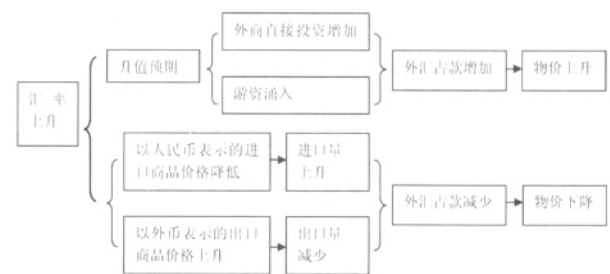 外商直接投资增加
升值预期
外汇占款增加
物价上升
游资涌入
汇率
上升
以人民币表示的进
口商品价格降低
进口量
上升
外汇占款减少
物价下降
以外币表示的出口
商品价格上升
出口量
减少